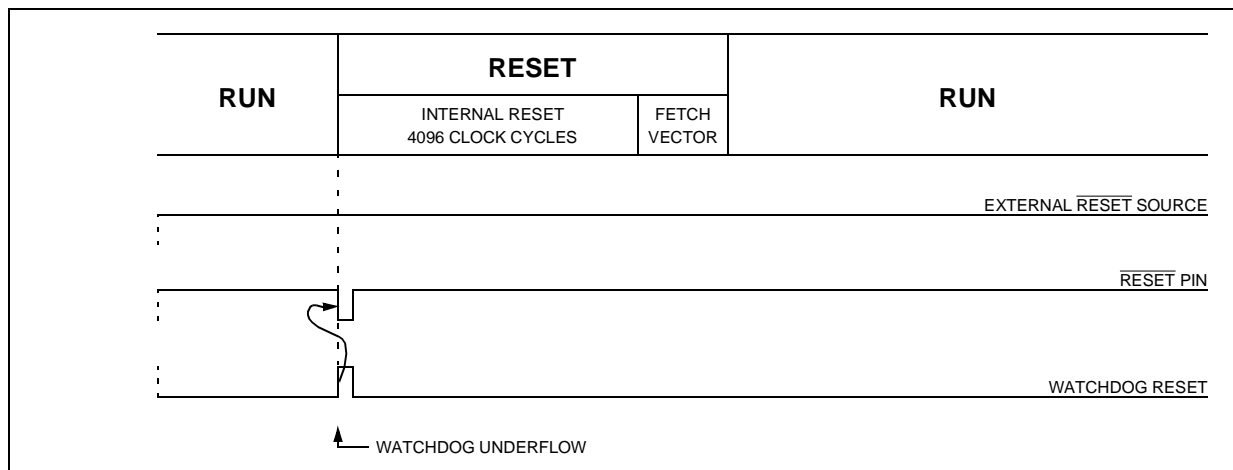 RUN
RESET
INTERNAL RESET
4096 CLOCK CYCLES
FETCH
VECTOR
RUN
EXTERNAL RESET SOURCE
RESET PIN
WATCHDOG RESET
WATCHDOG UNDERFLOW